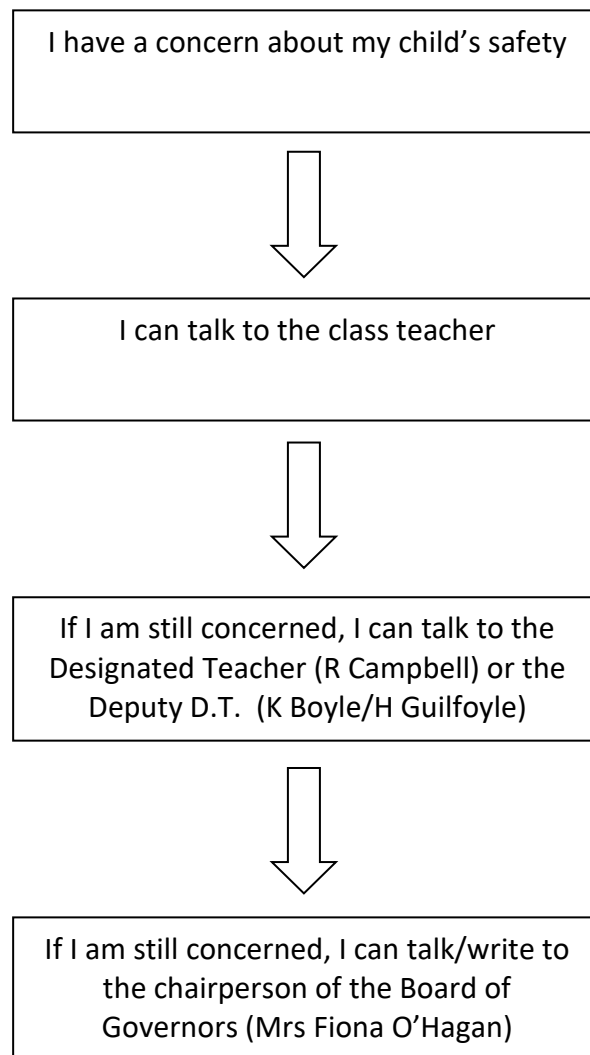 I have a concern about my child’s safety
I can talk to the class teacher
If I am still concerned, I can talk to the
Designated Teacher (R Campbell) or the
Deputy D.T.  (K Boyle/H Guilfoyle)
If I am still concerned, I can talk/write to
the chairperson of the Board of
Governors (Mrs Fiona O’Hagan)